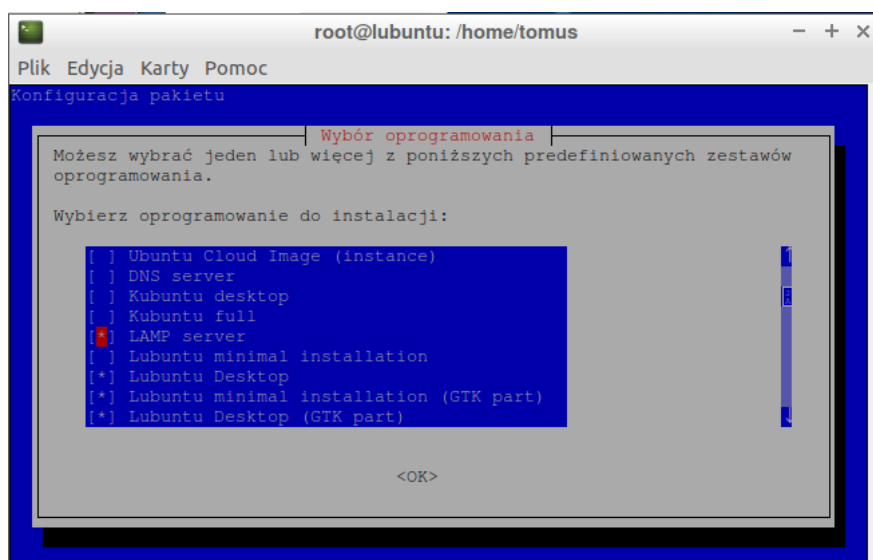 root@lubuntu: /home/tomus
Plik Edycja Karty Pomoc
Konfiguracja pakietu
Wybór oprogramowania
Możesz wybrać jeden lub więcej z poniższych predefiniowanych zestawów
oprogramowania.
Wybierz oprogramowanie do instalacji:
[ ] Ubuntu Cloud Image (instance)
[ ] DNS server
[ ] Kubuntu desktop
[ ] Kubuntu full
[*] LAMP server
[ ] Lubuntu minimal installation
[*] Lubuntu Desktop
[*] Lubuntu minimal installation (GTK part)
[*] Lubuntu Desktop (GTK part)
<OK>